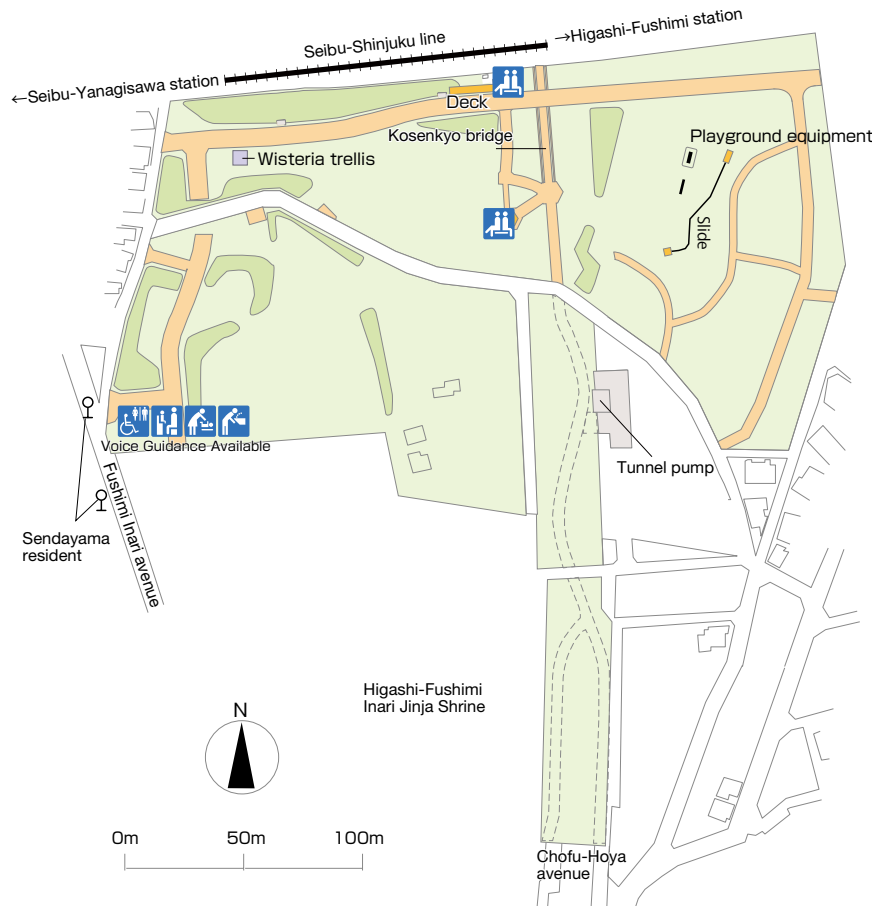 Seibu-Shinjuku line
→Higashi-Fushimi station
←Seibu-Yanagisawa station
Deck
Kosenkyo bridge
Playground equipment
Wisteria trellis
Slide
Voice Guidance Available
Tunnel pump
Fushimi Inari avenue
Sendayama
resident
Higashi-Fushimi
Inari Jinja Shrine
N
0m
50m
100m
Chofu-Hoya
avenue